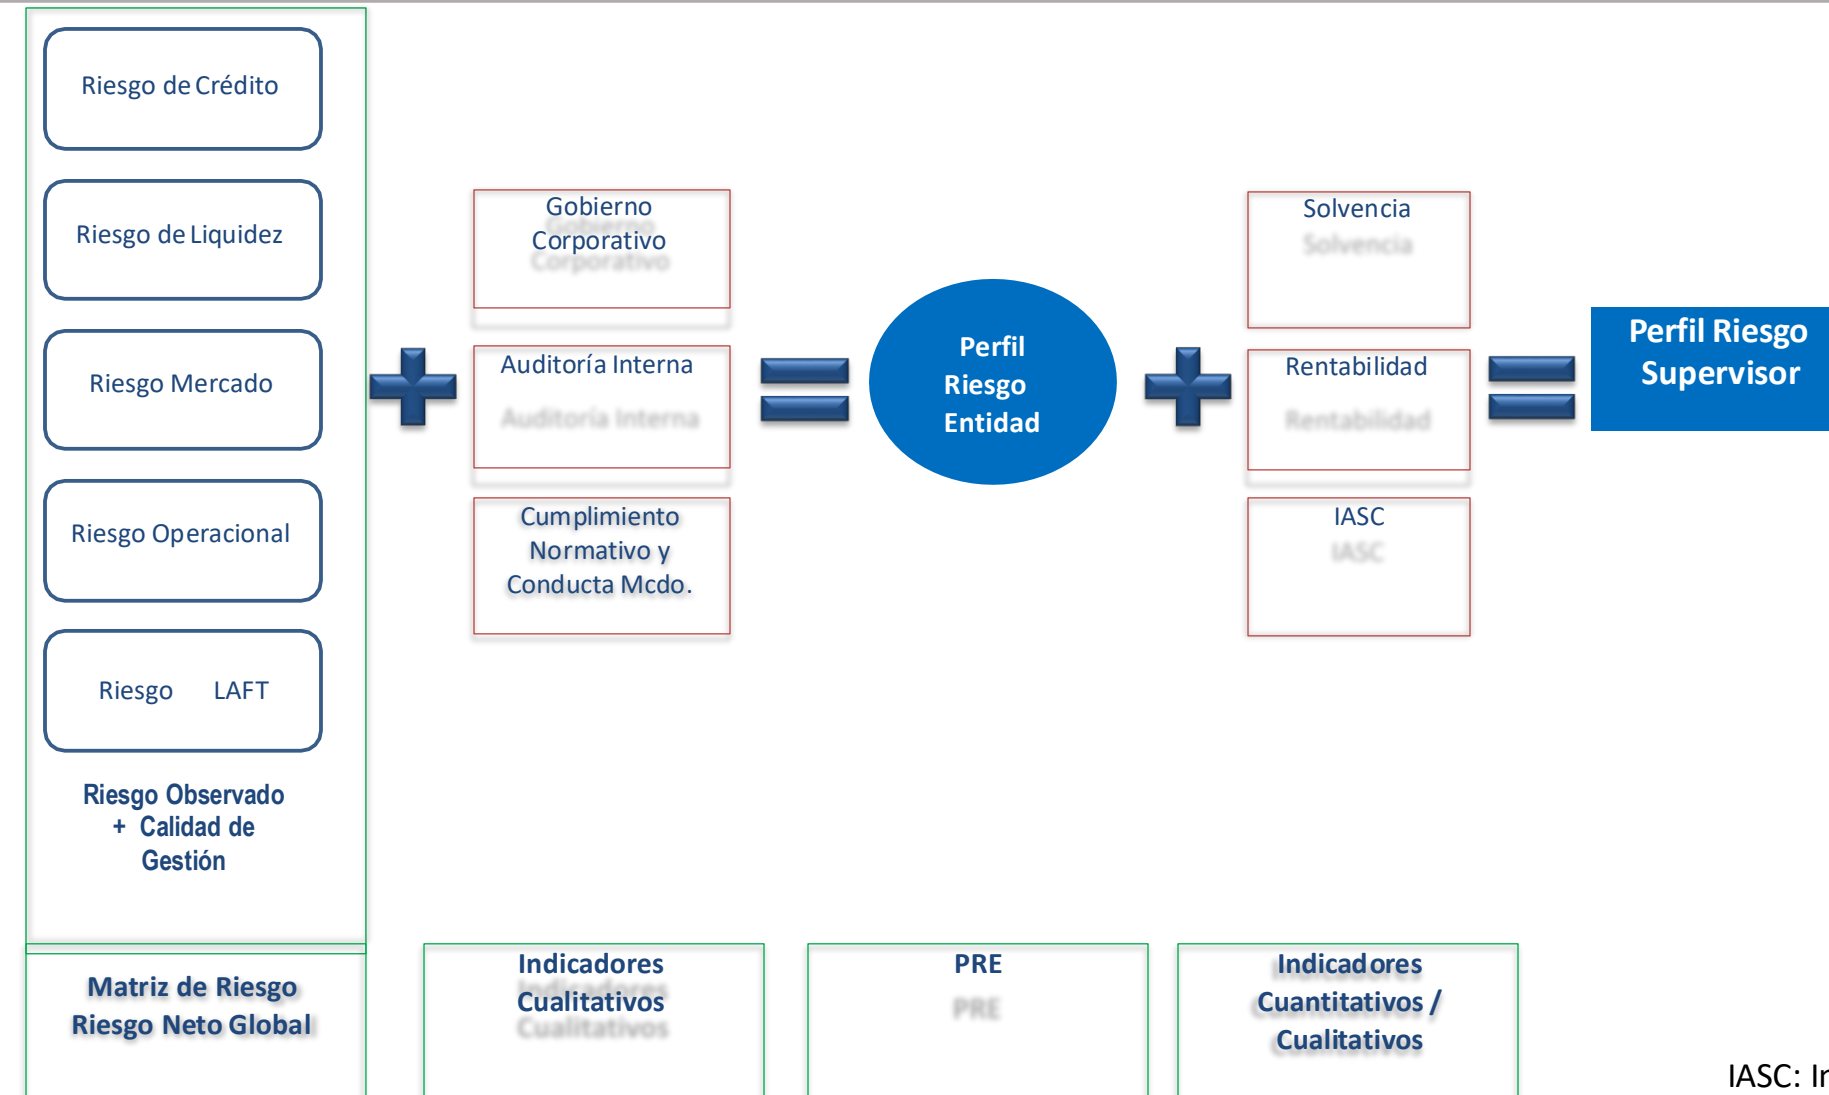 Riesgo de Crédito
Riesgo de Liquidez
Riesgo Mercado
Riesgo Operacional
Riesgo LAFT
Riesgo Observado
+ Calidad de
Gestión
Matriz de Riesgo
Riesgo Neto Global
Gobierno
Corporativo
Auditoría Interna
Cumplimiento
Normativo y
Conducta Mcdo.
Indicadores
Cualitativos
Perfil
Riesgo
Entidad
PRE
Solvencia
Rentabilidad
IASC
Indicadores
Cuantitativos /
Cualitativos
Perfil Riesgo
Supervisor
IASC: